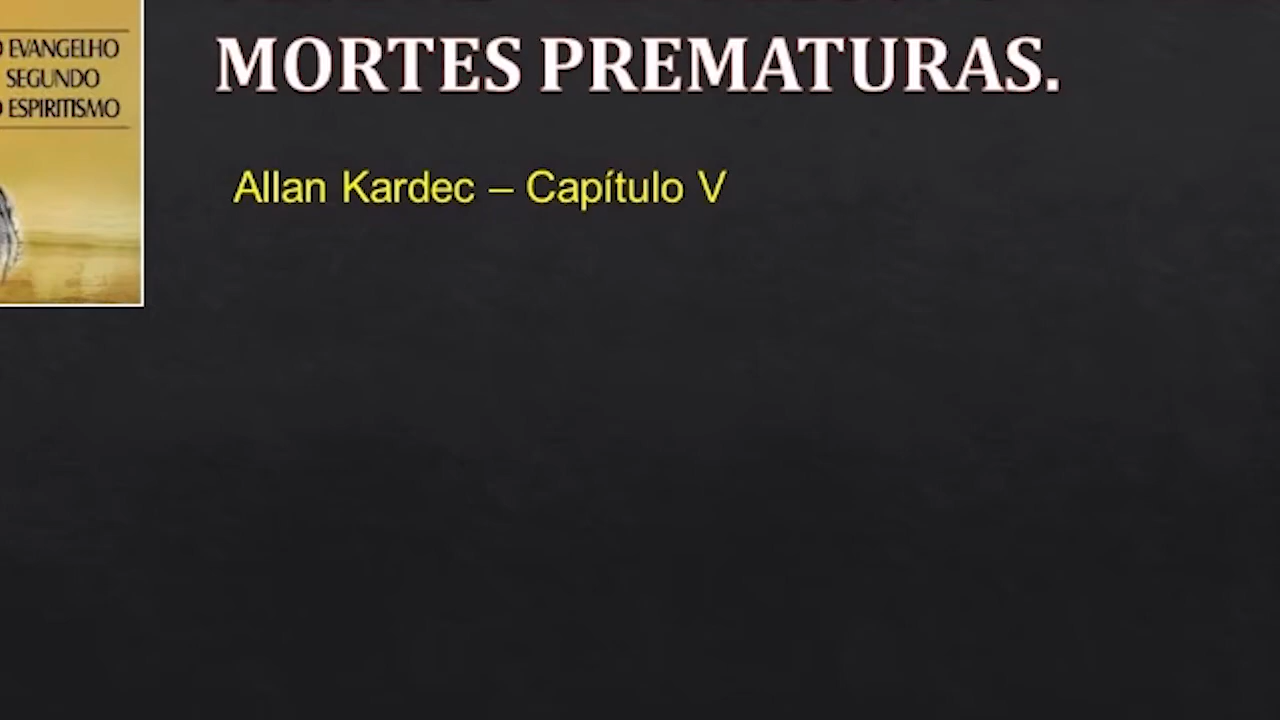 O EVANGELHO
SEGUNDO
O ESPIRITISMO
MORTES PREMATURAS.
Allan Kardec – Capítulo V